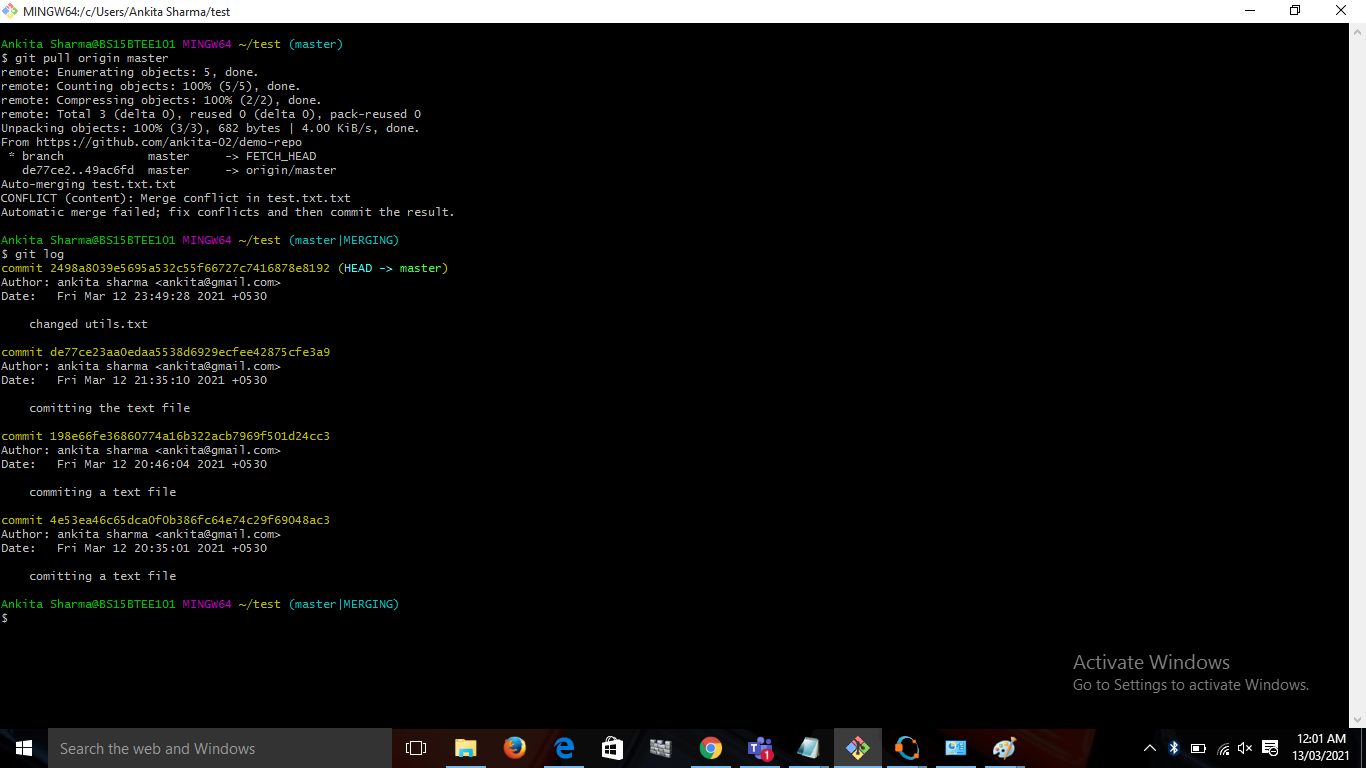 MINGW64:/c/Users/Ankita Sharma/test
Ankita Sharma@BS15BTEE101 MINGW64 ~/test (master)
$ git pull origin master
remote: Enumerating objects: 5, done.
remote: Counting objects: 100% (5/5), done.
remote: Compressing objects: 100% (2/2), done.
remote: Total 3 (delta 0), reused 0 (delta 0), pack-reused 0
Unpacking objects: 100% (3/3), 682 bytes | 4.00 KiB/s, done.
From https://github.com/ankita-02/demo-repo
 * branch            master     -> FETCH_HEAD
   de77ce2..49ac6fd  master     -> origin/master
Auto-merging test.txt.txt
CONFLICT (content): Merge conflict in test.txt.txt
Automatic merge failed; fix conflicts and then commit the result.
Ankita Sharma@BS15BTEE101 MINGW64 ~/test (master|MERGING)
$ git log
commit 2498a8039e5695a532c55f66727c7416878e8192 (HEAD -> master)
Author: ankita sharma <ankita@gmail.com>
Date:   Fri Mar 12 23:49:28 2021 +0530
    changed utils.txt
commit de77ce23aa0edaa5538d6929ecfee42875cfe3a9
Author: ankita sharma <ankita@gmail.com>
Date:   Fri Mar 12 21:35:10 2021 +0530
    comitting the text file
commit 198e66fe36860774a16b322acb7969f501d24cc3
Author: ankita sharma <ankita@gmail.com>
Date:   Fri Mar 12 20:46:04 2021 +0530
    commiting a text file
commit 4e53ea46c65dca0f0b386fc64e74c29f69048ac3
Author: ankita sharma <ankita@gmail.com>
Date:   Fri Mar 12 20:35:01 2021 +0530
    comitting a text file
Ankita Sharma@BS15BTEE101 MINGW64 ~/test (master|MERGING)
$
Activate Windows
Go to Settings to activate Windows.
Search the web and Windows
1
12:01 AM
13/03/2021